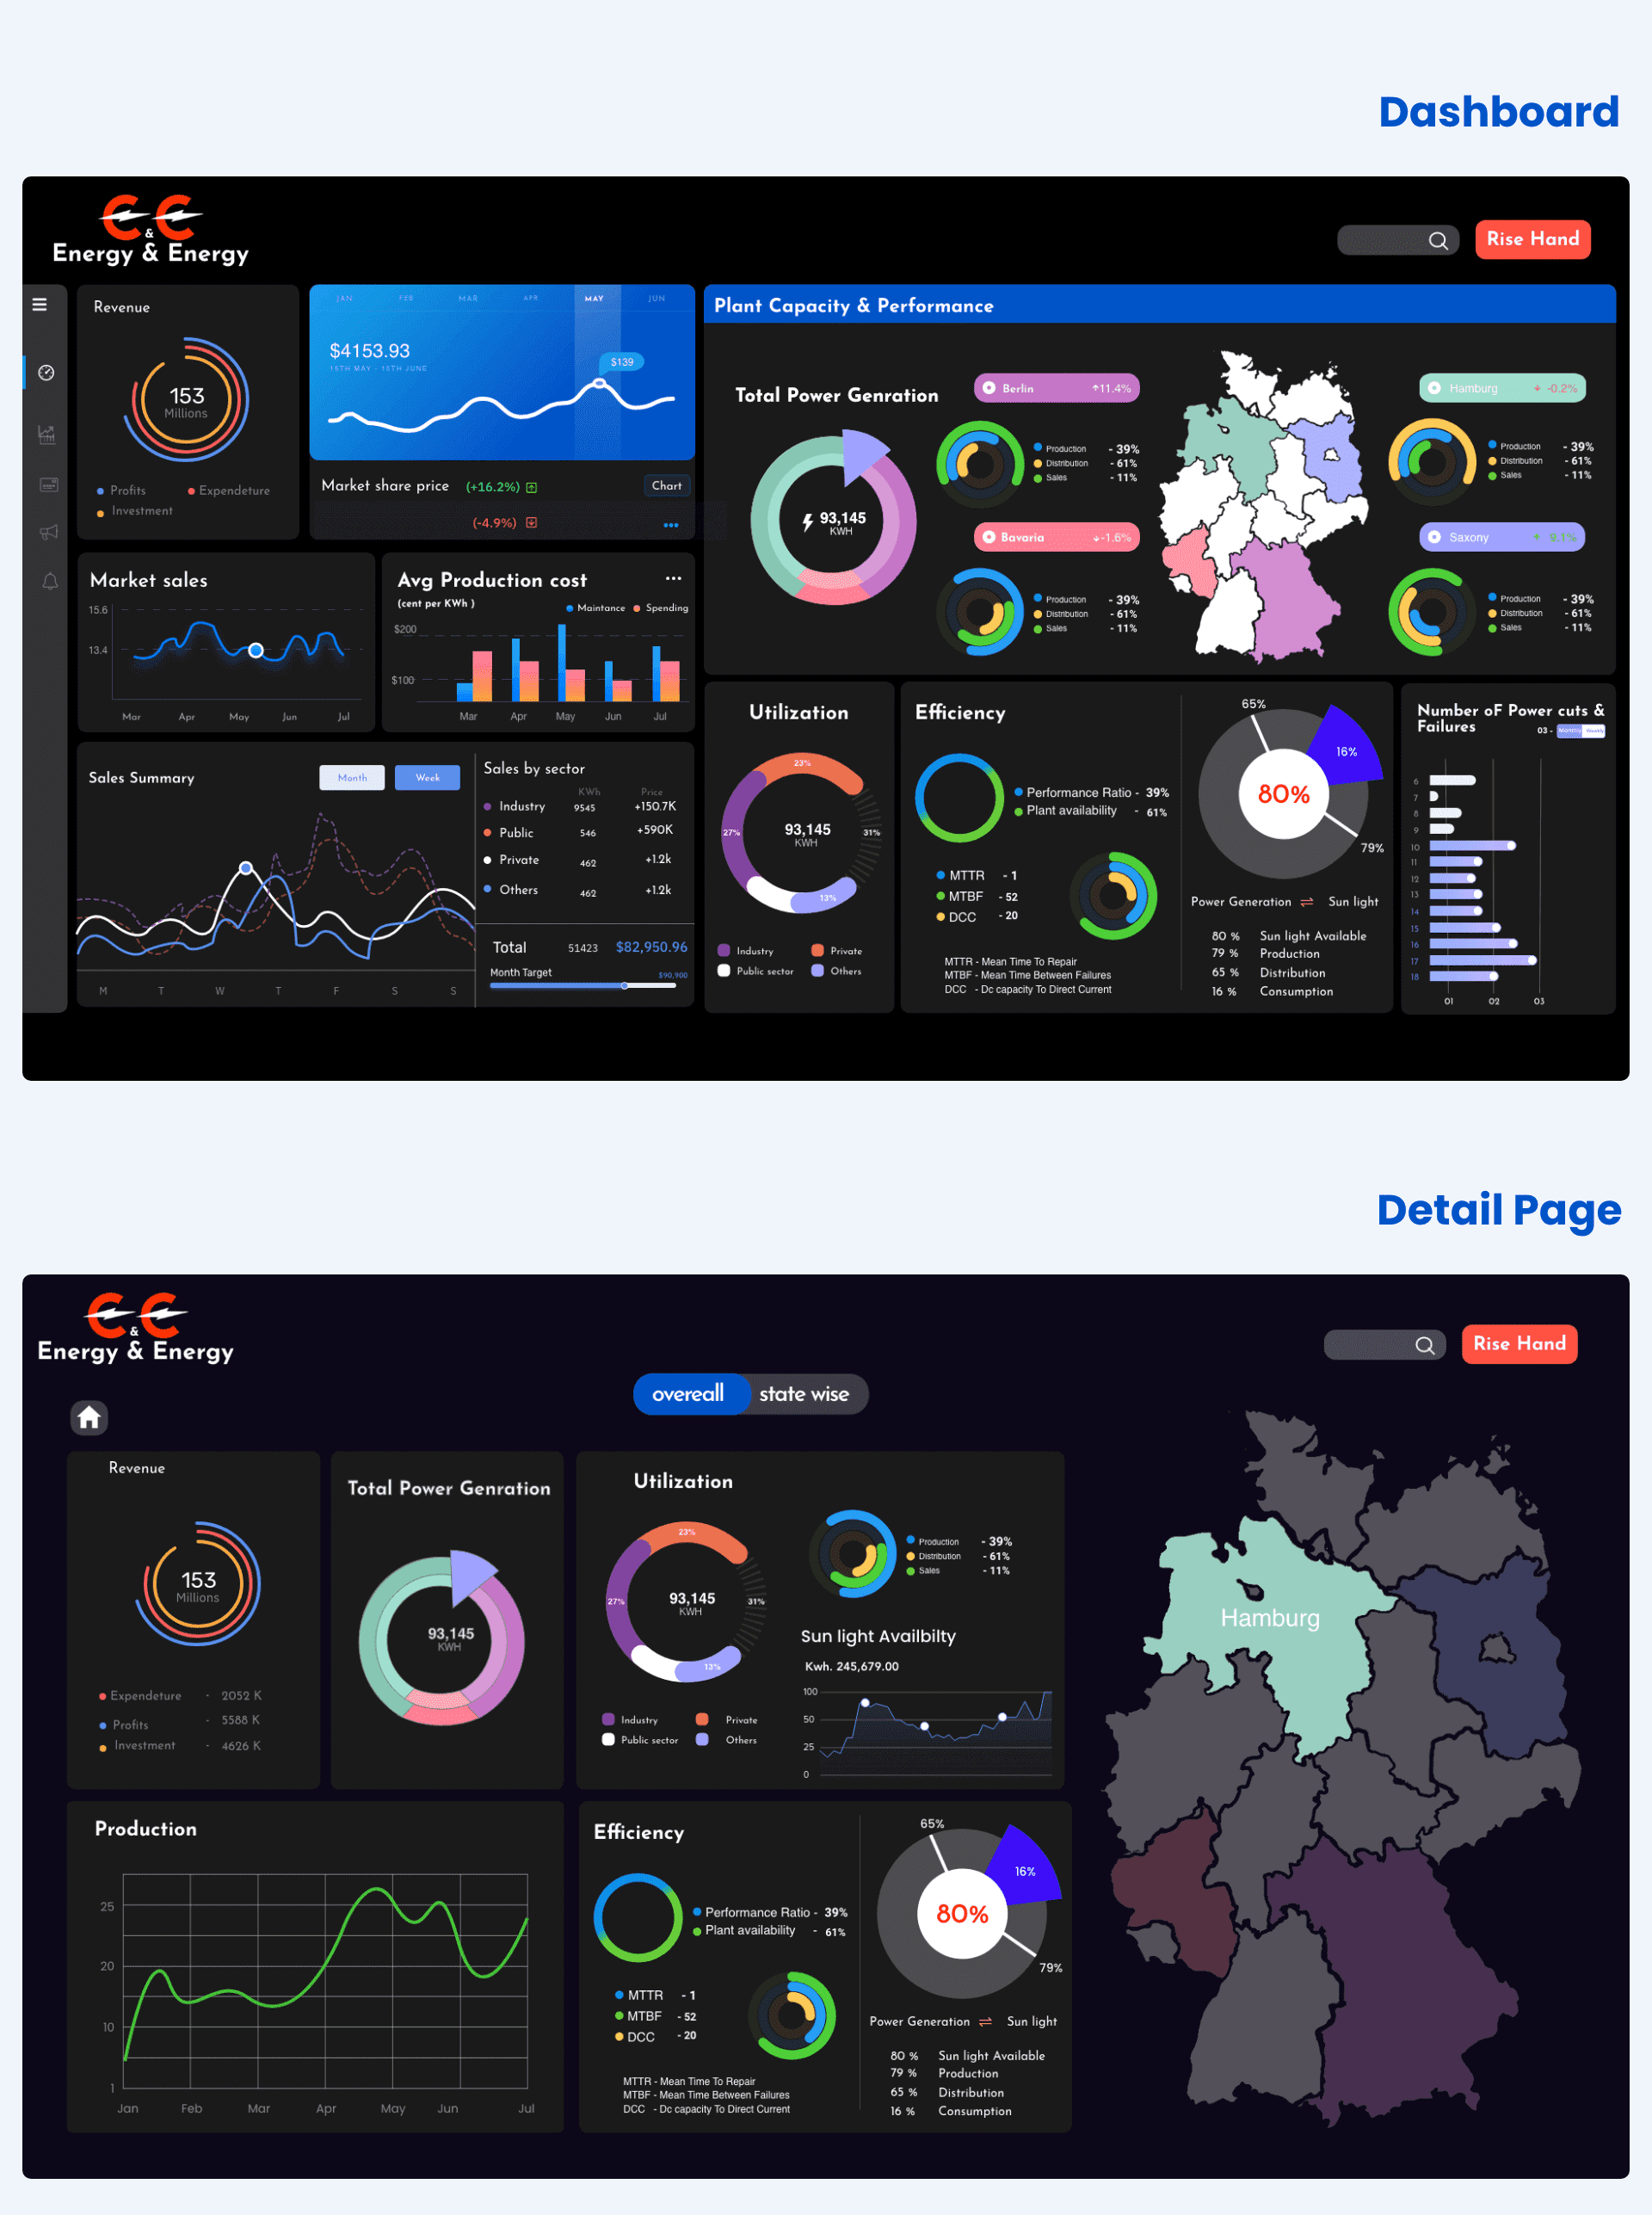 Dashboard
C & C
Energy & Energy
Rise Hand
Revenue
153
Millions
Profits
Expendeture
Investment
JAN FEB MAR APR MAY JUN
$4153.93
15TH MAY - 10TH JUNE
$139
Market share price (+16.2%)
Chart
(-4.9%)
Plant Capacity & Performance
Total Power Genration
93,145
KWH
Berlin 11.4%
Production - 39%
Distribution - 61%
Sales - 11%
Bavaria -1.6%
Production - 39%
Distribution - 61%
Sales - 11%
Hamburg -0.2%
Production - 39%
Distribution - 61%
Sales - 11%
Saxony 9.1%
Production - 39%
Distribution - 61%
Sales - 11%
Market sales
15.6
13.4
Mar Apr May Jun Jul
Avg Production cost
(cent per KWh )
Maintance Spending
$200
$100
Mar Apr May Jun Jul
Sales Summary
Month Week
M T W T F S S
Sales by sector
KWh Price
Industry 9545 +150.7K
Public 546 +590K
Private 462 +1.2k
Others 462 +1.2k
Total 51423 $82,950.96
Month Target $90,900
Utilization
23%
27%
93,145
KWH
31%
13%
Industry Private
Public sector Others
Efficiency
Performance Ratio - 39%
Plant availability - 61%
MTTR - 1
MTBF - 52
DCC - 20
MTTR - Mean Time To Repair
MTBF - Mean Time Between Failures
DCC - Dc capacity To Direct Current
65%
16%
80%
79%
Power Generation Sun light
80 % Sun light Available
79 % Production
65 % Distribution
16 % Consumption
Number oF Power cuts &
Failures
03 - Monthly Weekly
6
7
8
9
10
11
12
13
14
15
16
17
18
01 02 03
Detail Page
C & C
Energy & Energy
Rise Hand
overeall state wise
Revenue
153
Millions
Expendeture - 2052 K
Profits - 5588 K
Investment - 4626 K
Total Power Genration
93,145
KWH
Utilization
23%
27%
93,145
KWH
31%
13%
Industry Private
Public sector Others
Production - 39%
Distribution - 61%
Sales - 11%
Sun light Availbilty
Kwh. 245,679.00
100
50
25
0
Hamburg
Production
25
20
10
1
Jan Feb Mar Apr May Jun Jul
Efficiency
Performance Ratio - 39%
Plant availability - 61%
MTTR - 1
MTBF - 52
DCC - 20
MTTR - Mean Time To Repair
MTBF - Mean Time Between Failures
DCC - Dc capacity To Direct Current
65%
16%
80%
79%
Power Generation Sun light
80 % Sun light Available
79 % Production
65 % Distribution
16 % Consumption